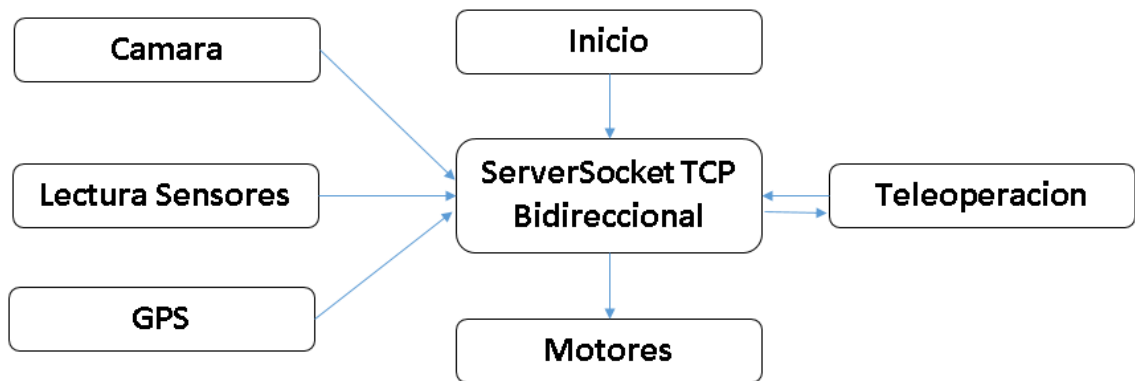 Camara
Inicio
Lectura Sensores
ServerSocket TCP
Bidireccional
Teleoperacion
GPS
Motores